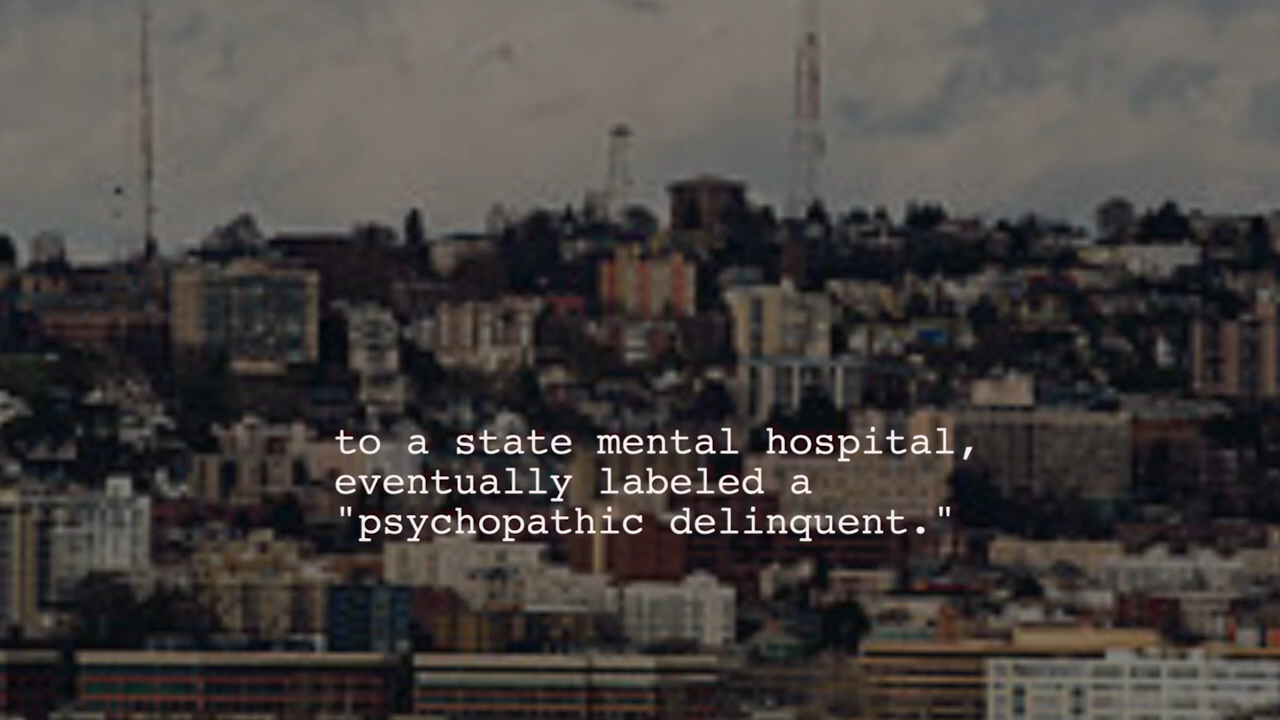 to a state mental hospital,
eventually labeled a
"psychopathic delinquent."